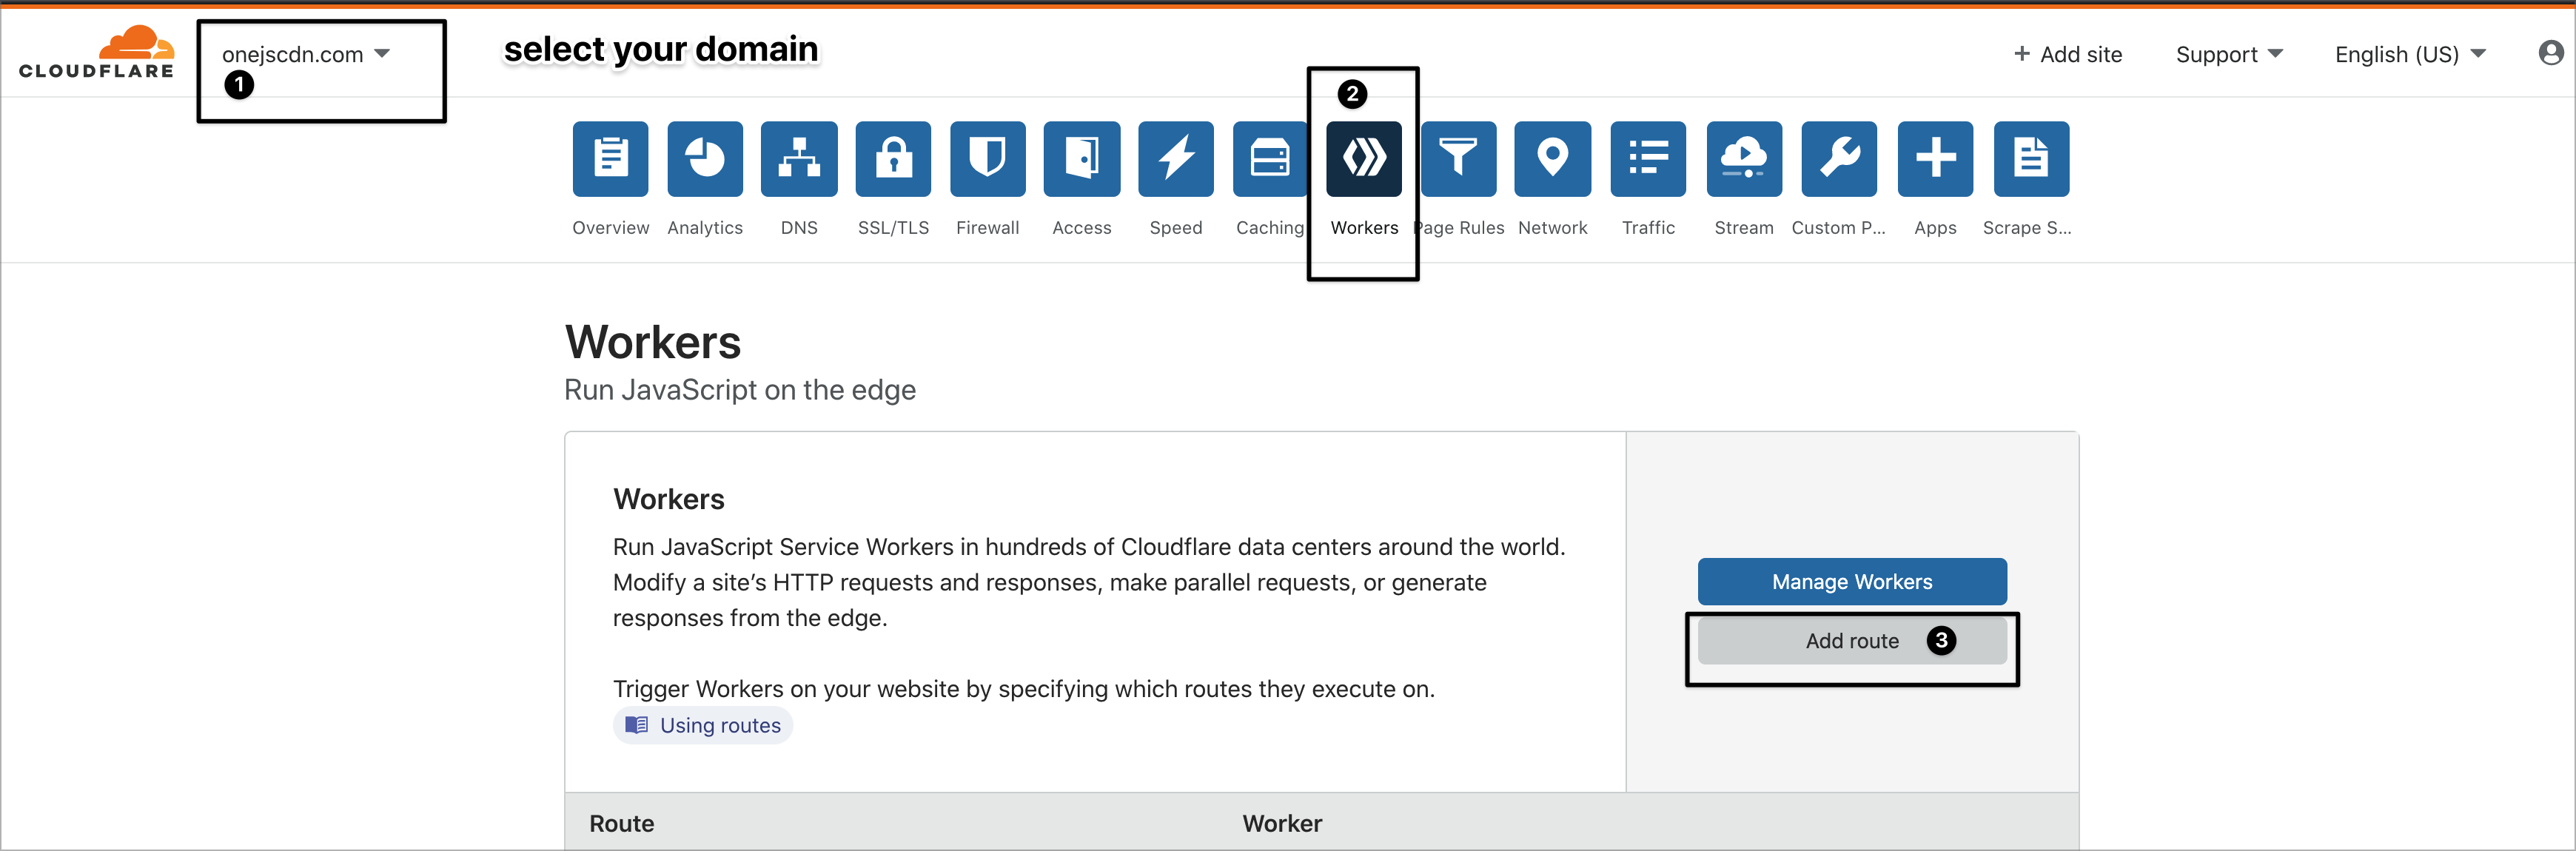 CLOUDFLARE
onejscdn.com
1
select your domain
+ Add site
Support
English (US)
2
Overview
Analytics
DNS
SSL/TLS
Firewall
Access
Speed
Caching
Workers
Page Rules
Network
Traffic
Stream
Custom P...
Apps
Scrape S...
Workers
Run JavaScript on the edge
Workers
Run JavaScript Service Workers in hundreds of Cloudflare data centers around the world.
Modify a site’s HTTP requests and responses, make parallel requests, or generate
responses from the edge.
Trigger Workers on your website by specifying which routes they execute on.
Using routes
Manage Workers
Add route 3
Route
Worker